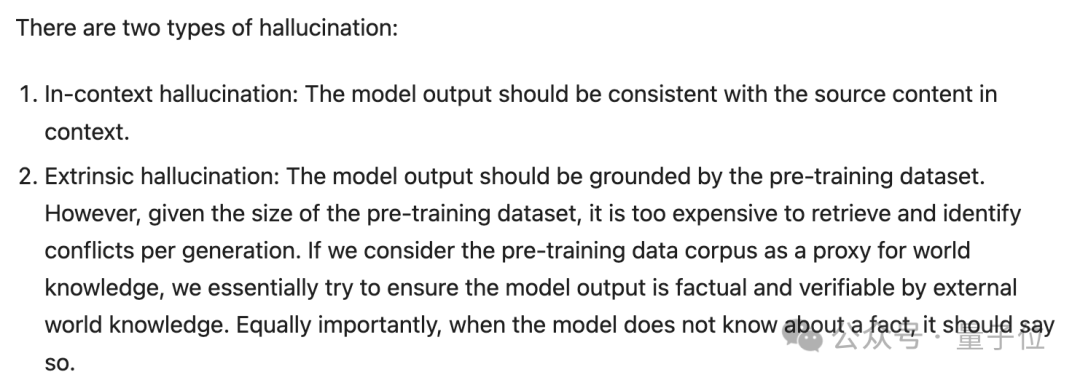 There are two types of hallucination:
1. In-context hallucination: The model output should be consistent with the source content in
context.
2. Extrinsic hallucination: The model output should be grounded by the pre-training dataset.
However, given the size of the pre-training dataset, it is too expensive to retrieve and identify
conflicts per generation. If we consider the pre-training data corpus as a proxy for world
knowledge, we essentially try to ensure the model output is factual and verifiable by external
world knowledge. Equally importantly, when the model does not know about a fact, it should say
so.
公众号 · 量子位